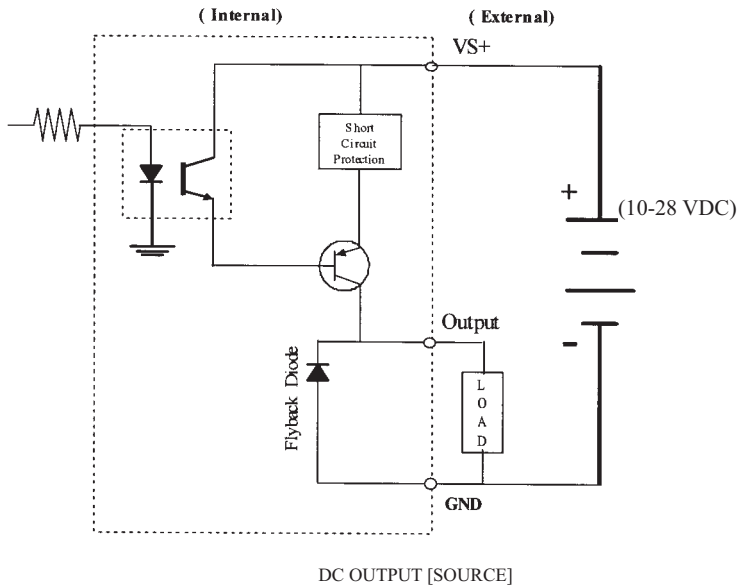 ( Internal)
( External)
VS+
Short
Circuit
Protection
+
(10-28 VDC)
Output
-
Flyback Diode
L
O
A
D
GND
DC OUTPUT [SOURCE]